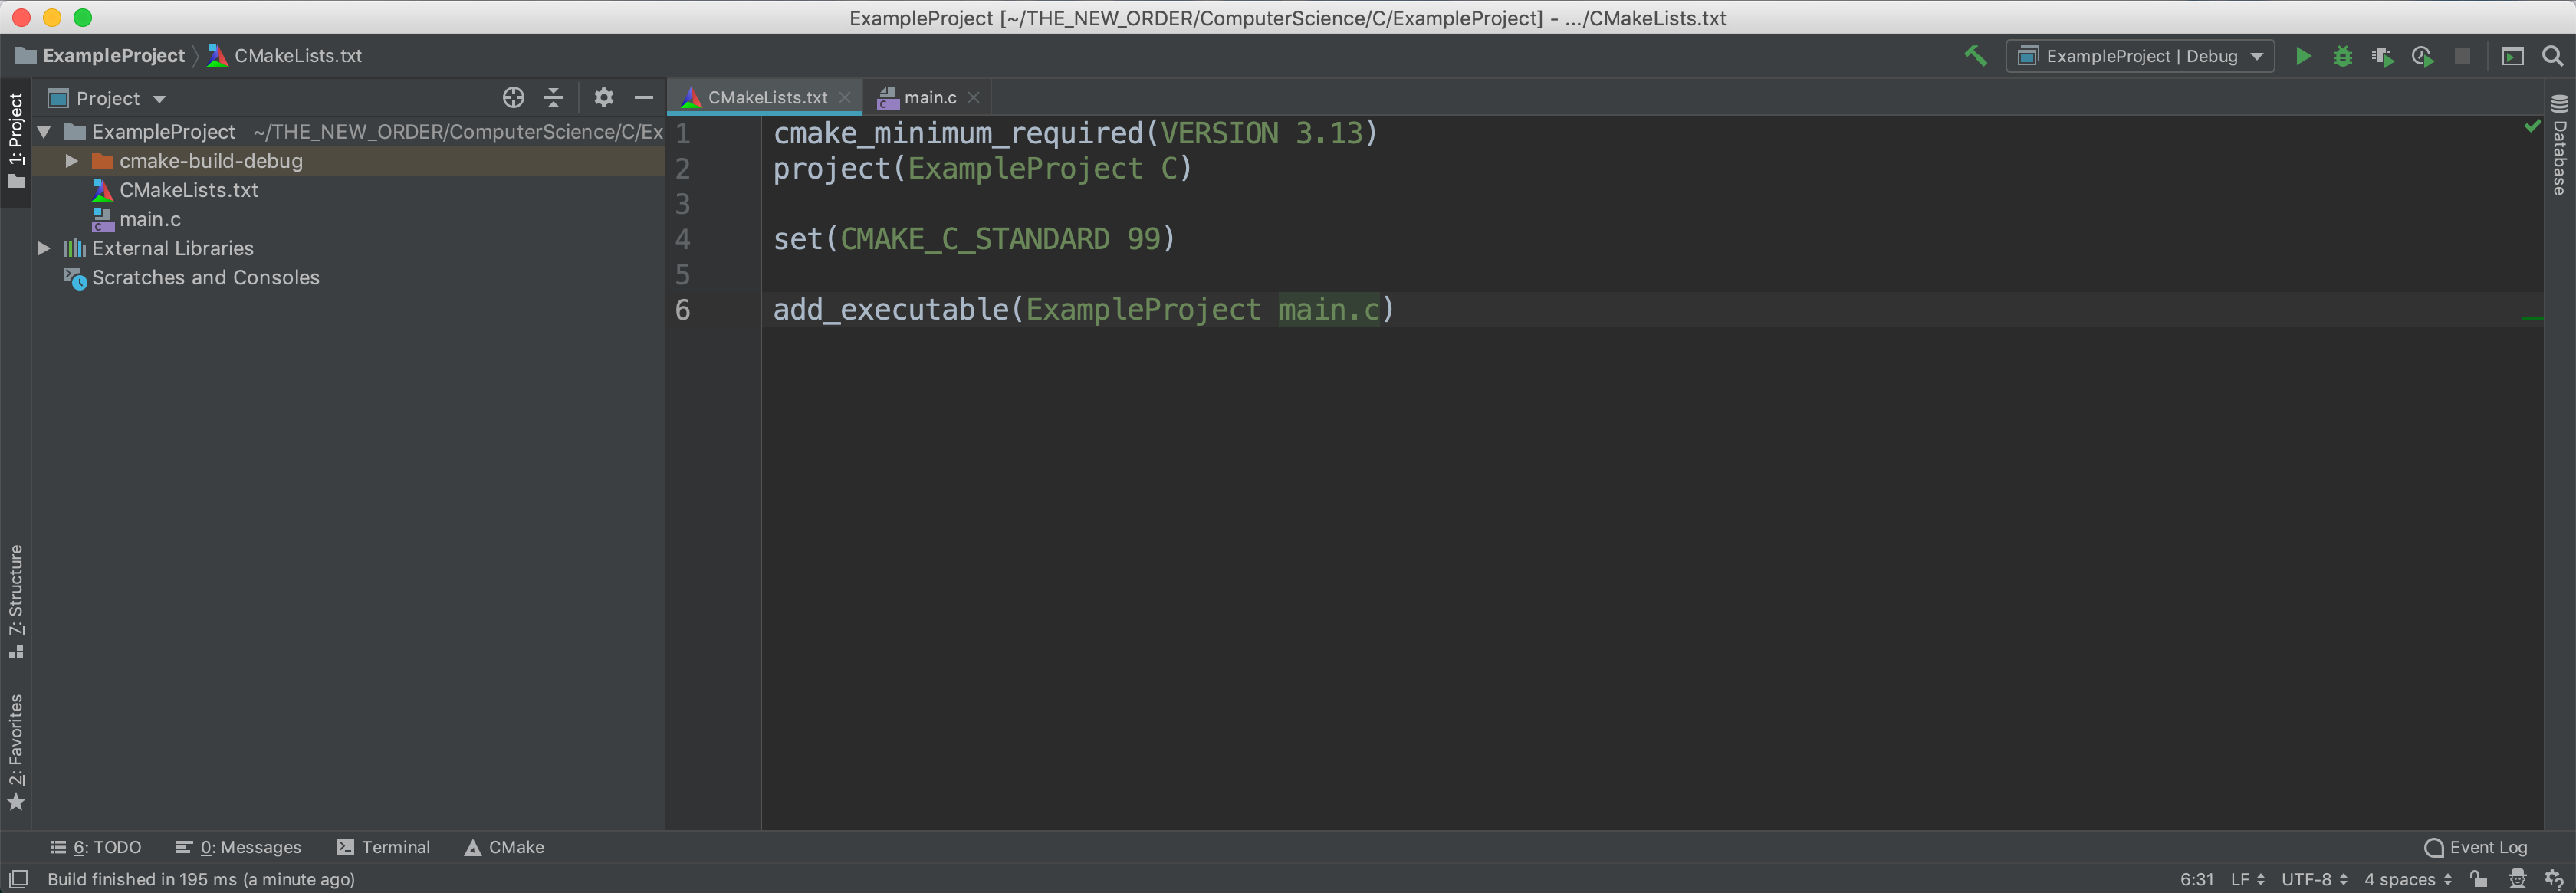 ExampleProject [~/THE_NEW_ORDER/ComputerScience/C/ExampleProject] - .../CMakeLists.txt
ExampleProject CMakeLists.txt
ExampleProject | Debug
1: Project
Project
ExampleProject ~/THE_NEW_ORDER/ComputerScience/C/Ex
cmake-build-debug
CMakeLists.txt
main.c
External Libraries
Scratches and Consoles
Z: Structure
2: Favorites
CMakeLists.txt main.c
1 cmake_minimum_required(VERSION 3.13)
2 project(ExampleProject C)
3
4 set(CMAKE_C_STANDARD 99)
5
6 add_executable(ExampleProject main.c)
Database
6: TODO 0: Messages Terminal CMake
Event Log
Build finished in 195 ms (a minute ago)
6:31 LF UTF-8 4 spaces